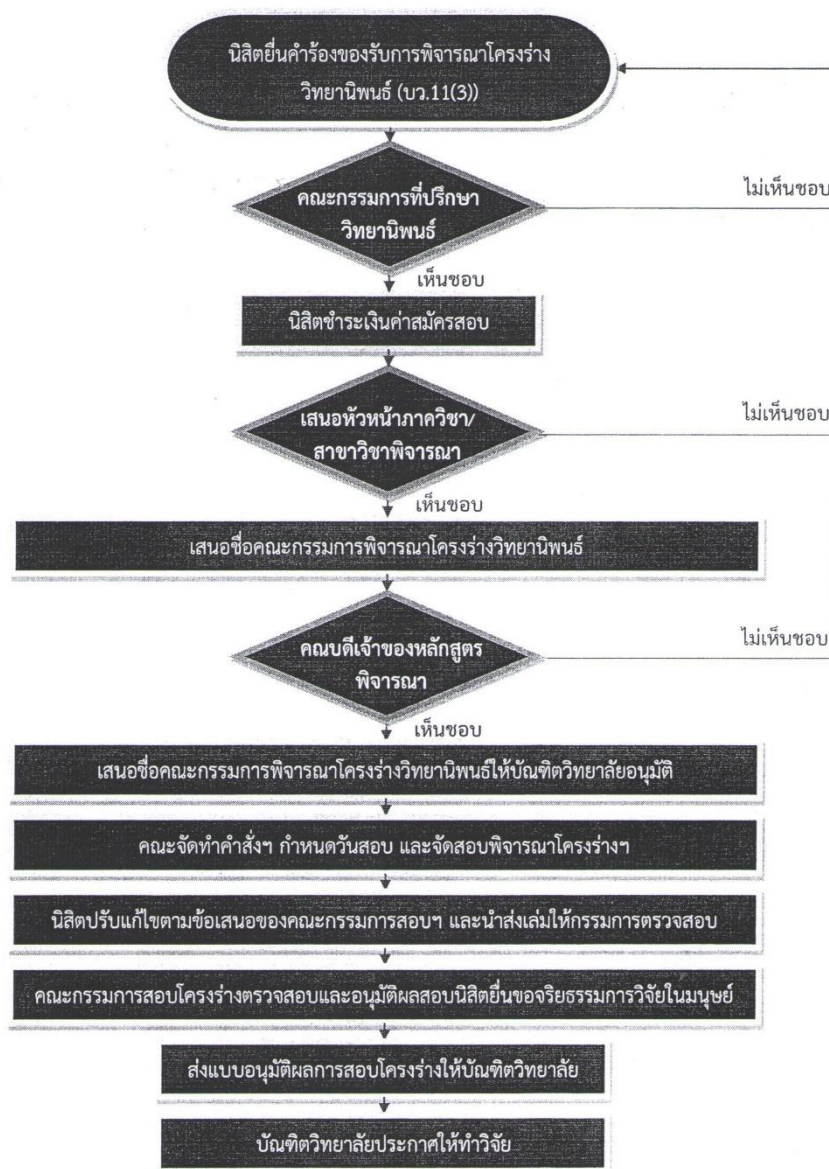 นิสิตยื่นคำร้องของรับการพิจารณาโครงร่าง
วิทยานิพนธ์ (บว.11(3))
คณะกรรมการที่ปรึกษา
วิทยานิพนธ์
ไม่เห็นชอบ
เห็นชอบ
นิสิตชำระเงินค่าสมัครสอบ
เสนอหัวหน้าภาควิชา/
สาขาวิชาพิจารณา
ไม่เห็นชอบ
เห็นชอบ
เสนอชื่อคณะกรรมการพิจารณาโครงร่างวิทยานิพนธ์
คณบดีเจ้าของหลักสูตร
พิจารณา
ไม่เห็นชอบ
เห็นชอบ
เสนอชื่อคณะกรรมการพิจารณาโครงร่างวิทยานิพนธ์ให้บัณฑิตวิทยาลัยอนุมัติ
คณะจัดทำคำสั่งฯ กำหนดวันสอบ และจัดสอบพิจารณาโครงร่างฯ
นิสิตปรับแก้ไขตามข้อเสนอของคณะกรรมการสอบฯ และนำส่งเล่มให้กรรมการตรวจสอบ
คณะกรรมการสอบโครงร่างตรวจสอบและอนุมัติผลสอบนิสิตยื่นขอจริยธรรมการวิจัยในมนุษย์
ส่งแบบอนุมัติผลการสอบโครงร่างให้บัณฑิตวิทยาลัย
บัณฑิตวิทยาลัยประกาศให้ทำวิจัย